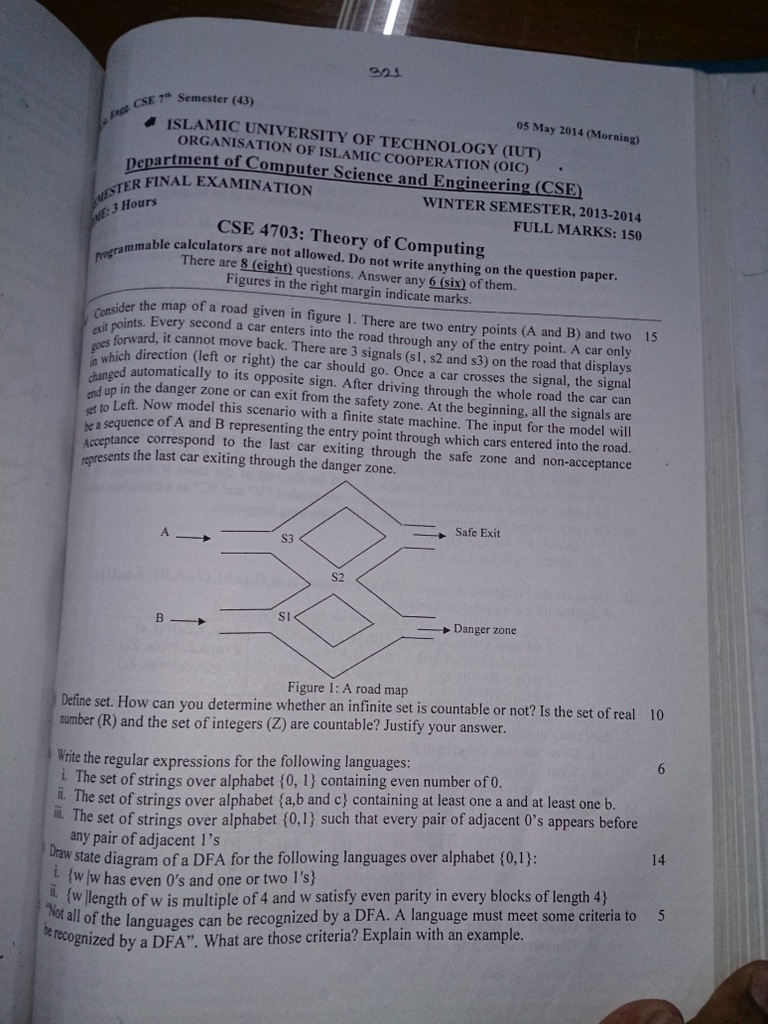 321
Engg. CSE 7th Semester (43)
05 May 2014 (Morning)
ISLAMIC UNIVERSITY OF TECHNOLOGY (IUT)
ORGANISATION OF ISLAMIC COOPERATION (OIC)
Department of Computer Science and Engineering (CSE)
MESTER FINAL EXAMINATION WINTER SEMESTER, 2013-2014
ME: 3 Hours FULL MARKS: 150
CSE 4703: Theory of Computing
Programmable calculators are not allowed. Do not write anything on the question paper.
There are 8 (eight) questions. Answer any 6 (six) of them.
Figures in the right margin indicate marks.
Consider the map of a road given in figure 1. There are two entry points (A and B) and two 15
exit points. Every second a car enters into the road through any of the entry point. A car only
goes forward, it cannot move back. There are 3 signals (s1, s2 and s3) on the road that displays
in which direction (left or right) the car should go. Once a car crosses the signal, the signal
changed automatically to its opposite sign. After driving through the whole road the car can
end up in the danger zone or can exit from the safety zone. At the beginning, all the signals are
set to Left. Now model this scenario with a finite state machine. The input for the model will
be a sequence of A and B representing the entry point through which cars entered into the road.
Acceptance correspond to the last car exiting through the safe zone and non-acceptance
represents the last car exiting through the danger zone.
A
S3
Safe Exit
S2
B
S1
Danger zone
Figure 1: A road map
Define set. How can you determine whether an infinite set is countable or not? Is the set of real 10
number (R) and the set of integers (Z) are countable? Justify your answer.
Write the regular expressions for the following languages: 6
i. The set of strings over alphabet {0, 1} containing even number of 0.
ii. The set of strings over alphabet {a,b and c} containing at least one a and at least one b.
iii. The set of strings over alphabet {0,1} such that every pair of adjacent 0's appears before
any pair of adjacent 1's
Draw state diagram of a DFA for the following languages over alphabet {0,1}: 14
i. {w |w has even 0's and one or two 1's}
ii. {w |length of w is multiple of 4 and w satisfy even parity in every blocks of length 4}
"Not all of the languages can be recognized by a DFA. A language must meet some criteria to 5
be recognized by a DFA". What are those criteria? Explain with an example.